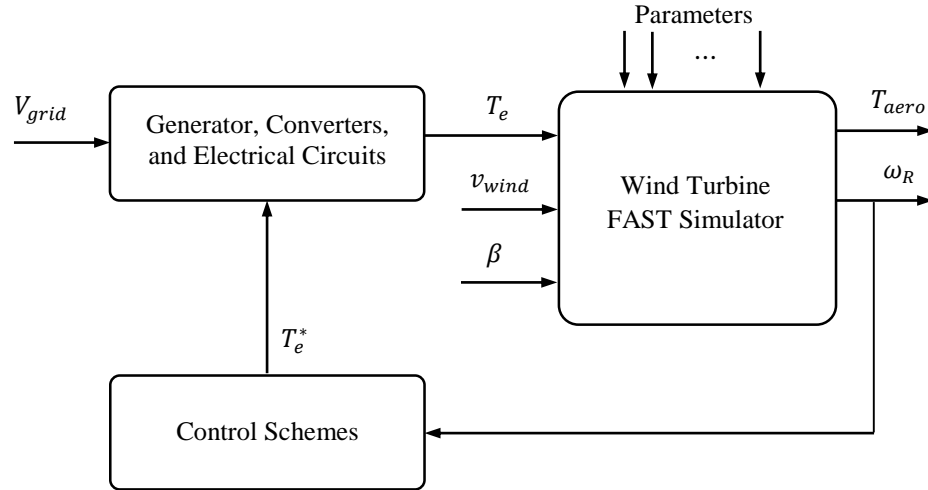 Parameters
...
V_grid
Generator, Converters,
and Electrical Circuits
T_e
v_wind
β
Wind Turbine
FAST Simulator
T_aero
ω_R
T_e^*
Control Schemes